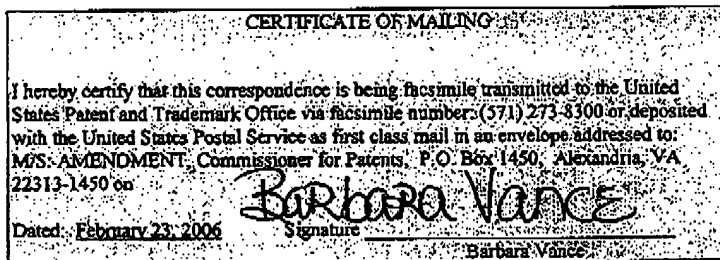 CERTIFICATE OF MAILING
I hereby certify that this correspondence is being facsimile transmitted to the United
States Patent and Trademark Office via facsimile number:(571) 273-8300 or deposited
with the United States Postal Service as first class mail in an envelope addressed to:
M/S: AMENDMENT, Commissioner for Patents, P.O. Box 1450, Alexandria, VA
22313-1450 on
Barbara Vance
Dated: February 23, 2006 Signature
Barbara Vance